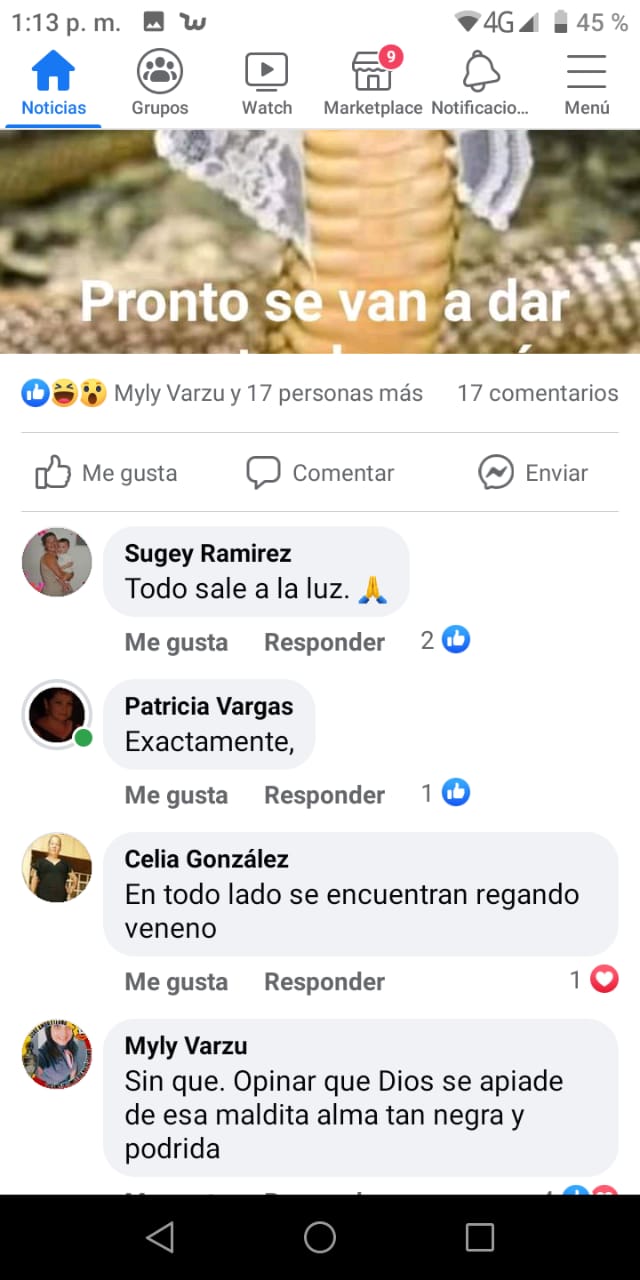 1:13 p. m.
4G 45 %
9
Noticias Grupos Watch Marketplace Notificacio... Menú
Pronto se van a dar
Myly Varzu y 17 personas más 17 comentarios
Me gusta Comentar Enviar
Sugey Ramirez
Todo sale a la luz.
Me gusta Responder 2
Patricia Vargas
Exactamente,
Me gusta Responder 1
Celia González
En todo lado se encuentran regando
veneno
Me gusta Responder 1
Myly Varzu
Sin que. Opinar que Dios se apiade
de esa maldita alma tan negra y
podrida